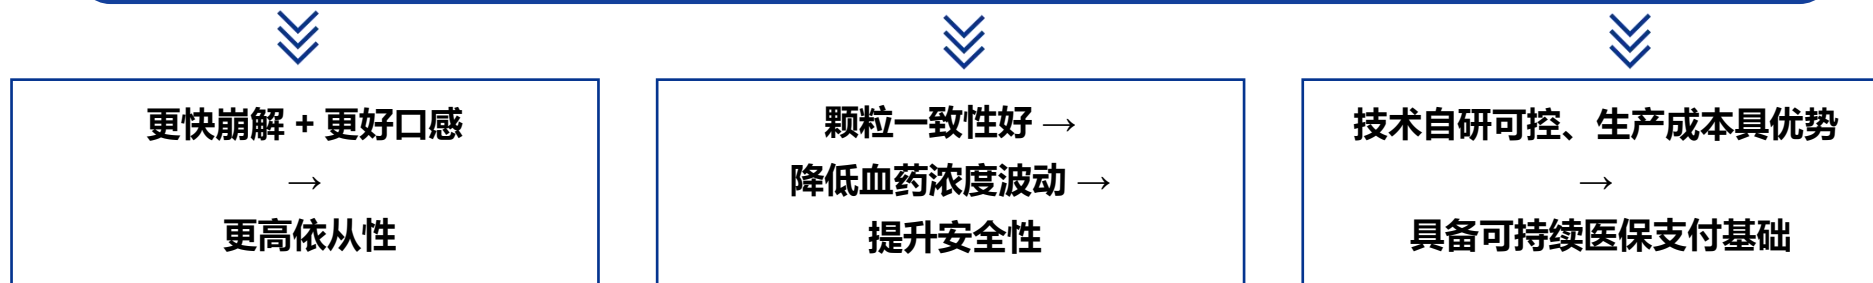 更快崩解 + 更好口感
→
更高依从性
颗粒一致性好 →
降低血药浓度波动 →
提升安全性
技术自研可控、生产成本具优势
→
具备可持续医保支付基础